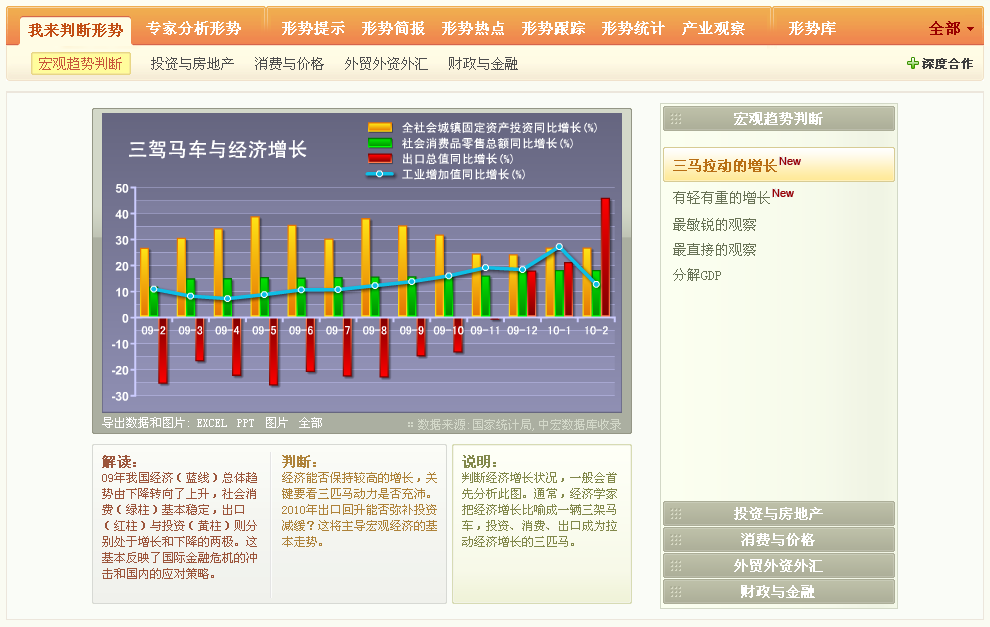 我来判断形势 专家分析形势 形势提示 形势简报 形势热点 形势跟踪 形势统计 产业观察 形势库 全部
宏观趋势判断 投资与房地产 消费与价格 外贸外资外汇 财政与金融 深度合作
三驾马车与经济增长
全社会城镇固定资产投资同比增长(%)
社会消费品零售总额同比增长(%)
出口总值同比增长(%)
工业增加值同比增长(%)
50
40
30
20
10
0
-10
-20
-30
09-2 09-3 09-4 09-5 09-6 09-7 09-8 09-9 09-10 09-11 09-12 10-1 10-2
导出数据和图片: EXCEL PPT 图片 全部
数据来源: 国家统计局, 中宏数据库收录
解读：
09年我国经济（蓝线）总体趋
势由下降转向了上升，社会消
费（绿柱）基本稳定，出口
（红柱）与投资（黄柱）则分
别处于增长和下降的两极。这
基本反映了国际金融危机的冲
击和国内的应对策略。
判断：
经济能否保持较高的增长，关
键要看三匹马动力是否充沛。
2010年出口回升能否弥补投资
减缓？这将主导宏观经济的基
本走势。
说明：
判断经济增长状况，一般会首
先分析此图。通常，经济学家
把经济增长比喻成一辆三架马
车，投资、消费、出口成为拉
动经济增长的三匹马。
宏观趋势判断
三马拉动的增长New
有轻有重的增长New
最敏锐的观察
最直接的观察
分解GDP
投资与房地产
消费与价格
外贸外资外汇
财政与金融